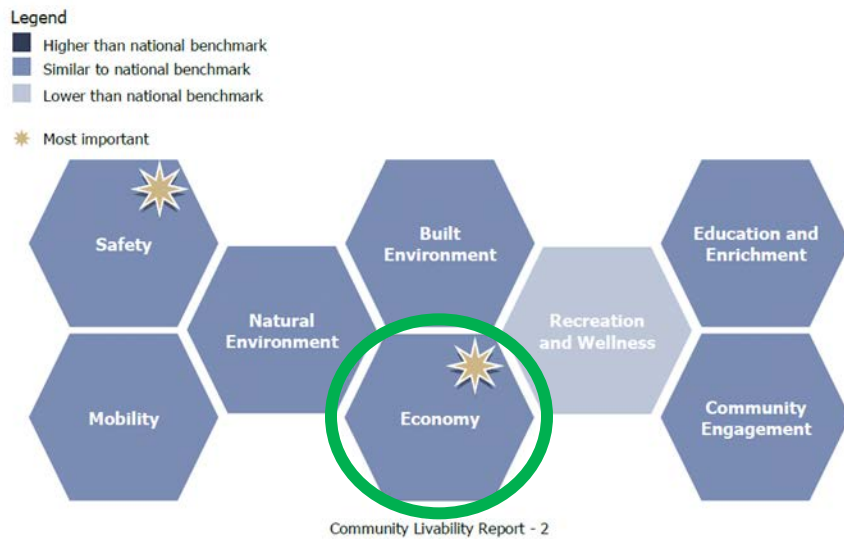 Legend
Higher than national benchmark
Similar to national benchmark
Lower than national benchmark
Most important
Safety
Mobility
Natural
Environment
Built
Environment
Economy
Recreation
and Wellness
Education and
Enrichment
Community
Engagement
Community Livability Report - 2